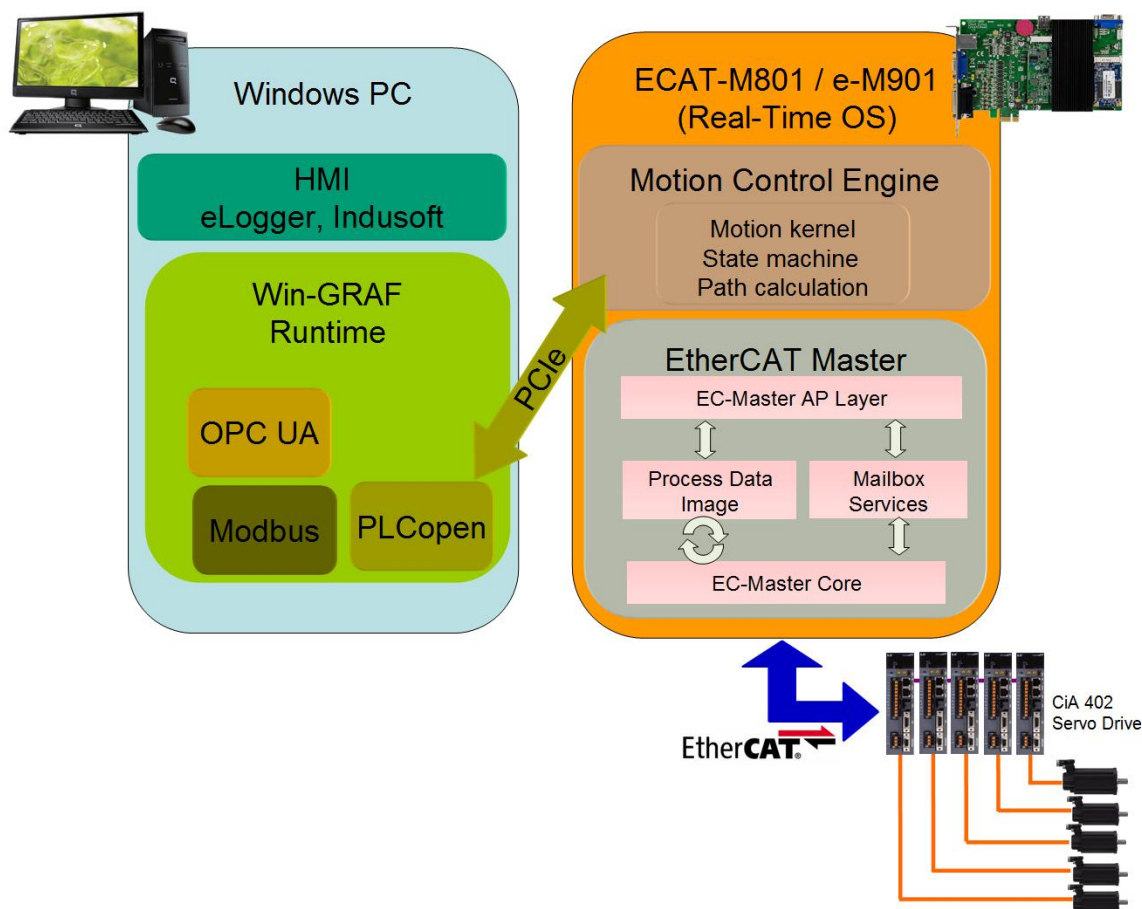 Windows PC
HMI
eLogger, Indusoft
Win-GRAF
Runtime
OPC UA
Modbus
PLCopen
PCIe
ECAT-M801 / e-M901
(Real-Time OS)
Motion Control Engine
Motion kernel
State machine
Path calculation
EtherCAT Master
EC-Master AP Layer
Process Data
Image
Mailbox
Services
EC-Master Core
EtherCAT®
CiA 402
Servo Drive